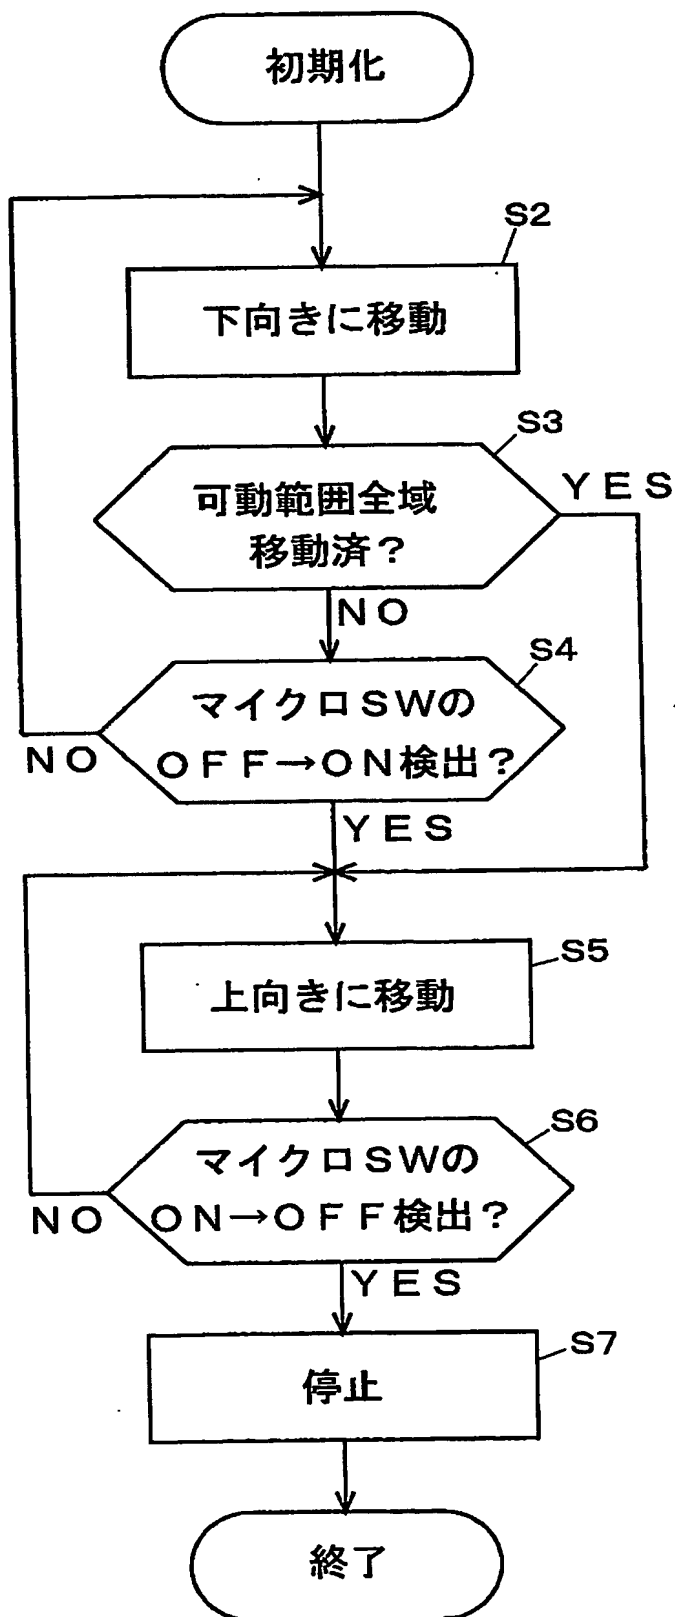 初期化
S2
下向きに移動
S3
可動範囲全域
移動済？
YES
NO
S4
マイクロSWの
OFF→ON検出？
NO
YES
S5
上向きに移動
S6
マイクロSWの
ON→OFF検出？
NO
YES
S7
停止
終了